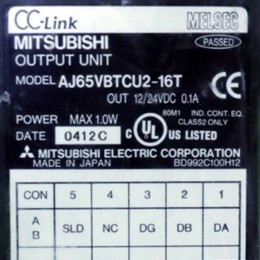 CC-Link MELSEC
MITSUBISHI PASSED
OUTPUT UNIT
MODEL AJ65VBTCU2-16T
OUT 12/24VDC 0.1A CE
POWER MAX 1.0W 80M1 IND. CONT. EQ.
CLASS2 ONLY
DATE 0412C C UL US LISTED
MITSUBISHI ELECTRIC CORPORATION
MADE IN JAPAN BD992C100H12
CON 5 4 3 2 1
A
B SLD NC DG DB DA